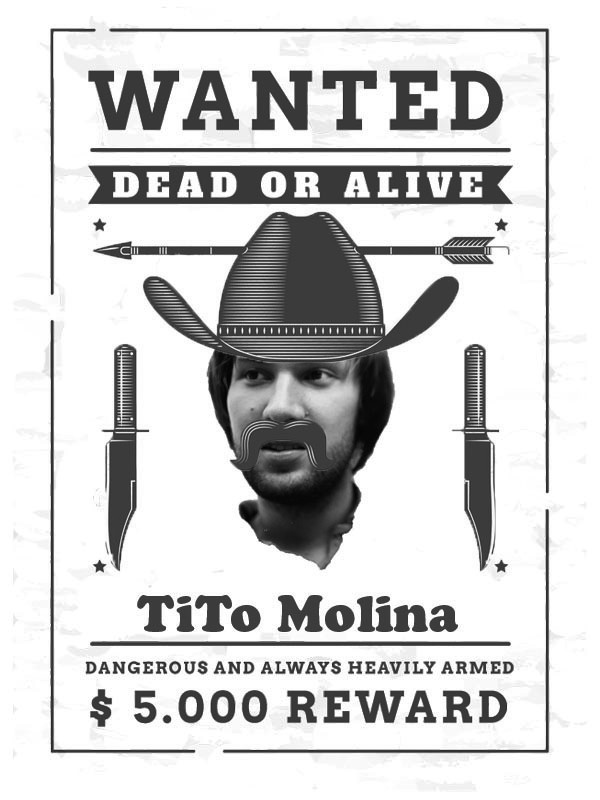 WANTED
DEAD OR ALIVE
TiTo Molina
DANGEROUS AND ALWAYS HEAVILY ARMED
$ 5.000 REWARD